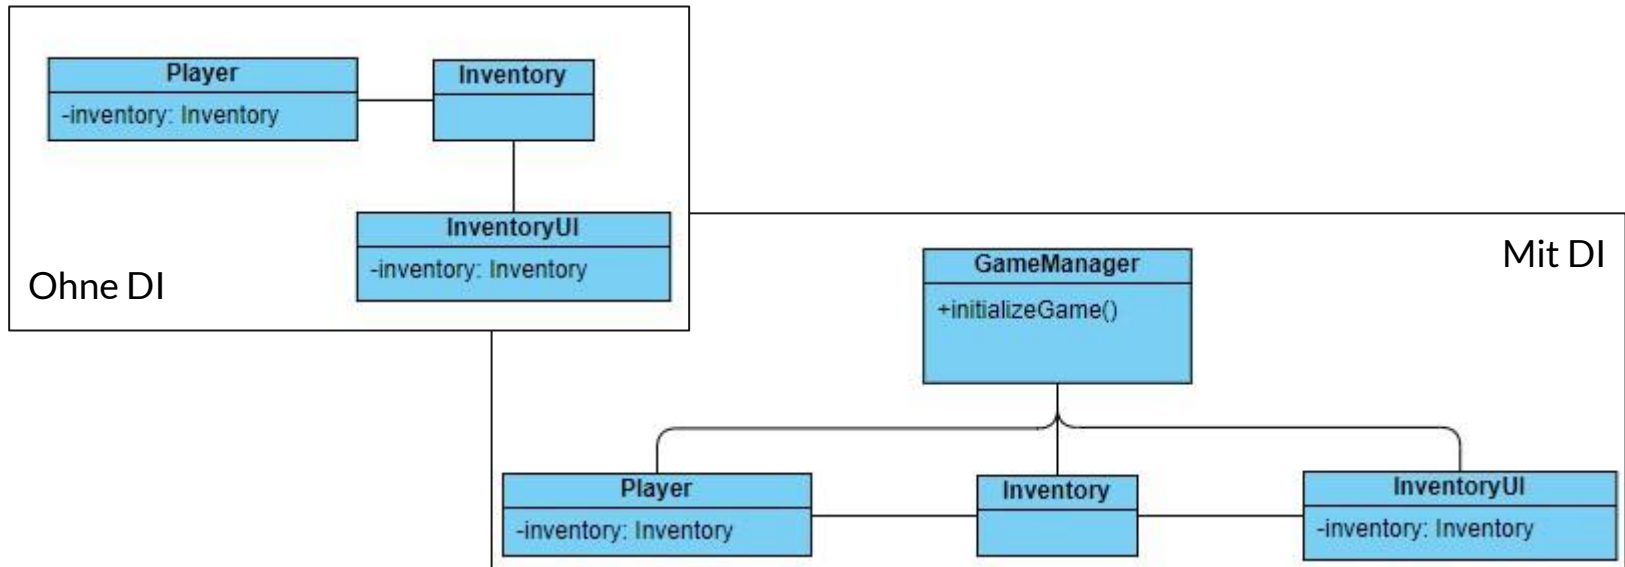 Player
-inventory: Inventory
Inventory
InventoryUI
-inventory: Inventory
Ohne DI
Mit DI
GameManager
+initializeGame()
Player
-inventory: Inventory
Inventory
InventoryUI
-inventory: Inventory